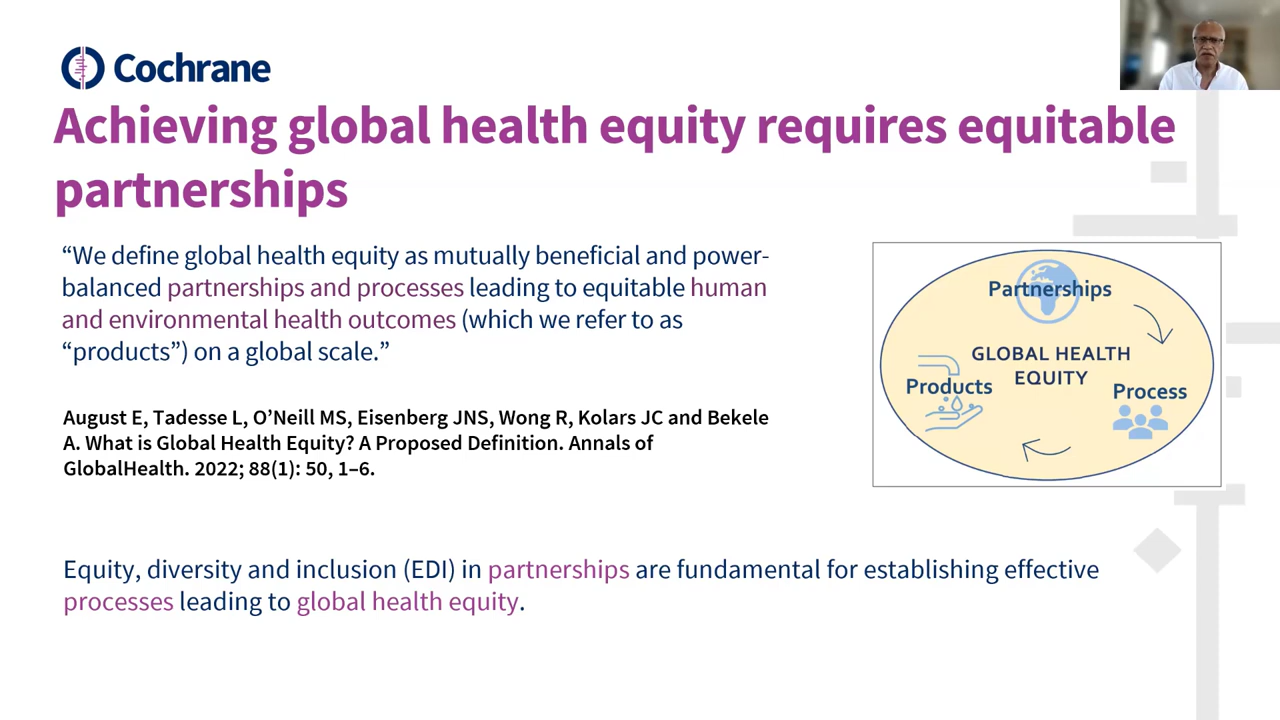 Cochrane
Achieving global health equity requires equitable
partnerships
“We define global health equity as mutually beneficial and power-
balanced partnerships and processes leading to equitable human
and environmental health outcomes (which we refer to as
“products”) on a global scale.”
August E, Tadesse L, O’Neill MS, Eisenberg JNS, Wong R, Kolars JC and Bekele
A. What is Global Health Equity? A Proposed Definition. Annals of
GlobalHealth. 2022; 88(1): 50, 1–6.
Partnerships
GLOBAL HEALTH
EQUITY
Products
Process
Equity, diversity and inclusion (EDI) in partnerships are fundamental for establishing effective
processes leading to global health equity.